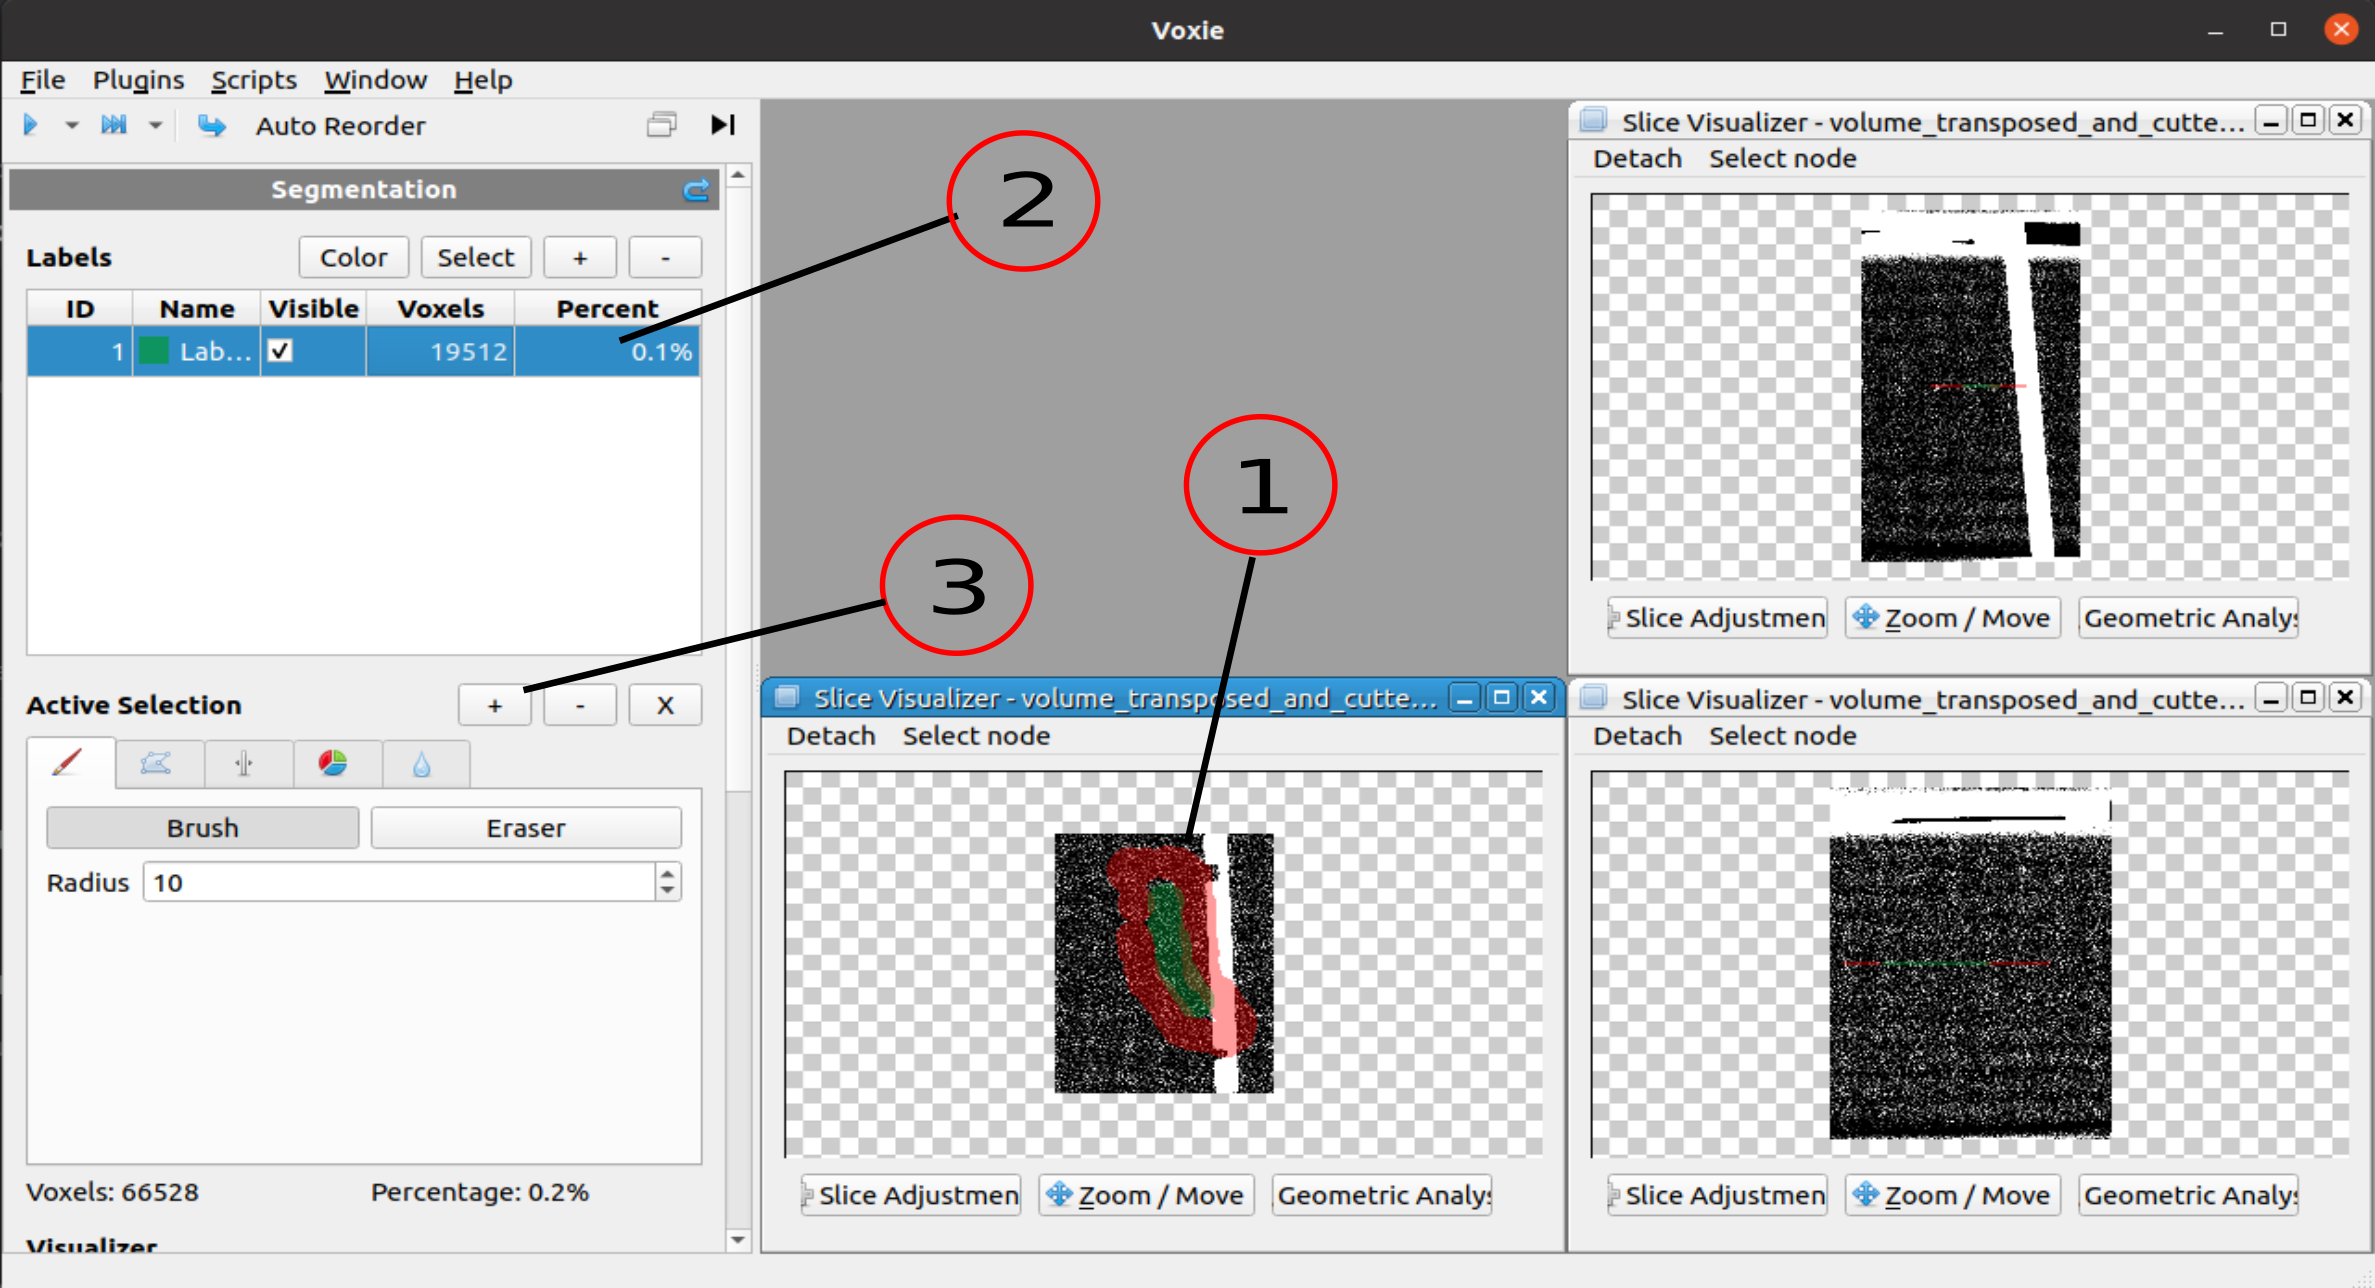 Voxie
File Plugins Scripts Window Help
Auto Reorder
Segmentation
Labels Color Select + -
ID Name Visible Voxels Percent
1 Lab... 19512 0.1%
Active Selection + - X
Brush Eraser
Radius 10
Voxels: 66528 Percentage: 0.2%
Visualizer
2
1
3
Slice Visualizer - volume_transposed_and_cutte...
Detach Select node
Slice Adjustmen Zoom / Move Geometric Analys
Slice Visualizer - volume_transposed_and_cutte...
Detach Select node
Slice Adjustmen Zoom / Move Geometric Analys
Slice Visualizer - volume_transposed_and_cutte...
Detach Select node
Slice Adjustmen Zoom / Move Geometric Analys